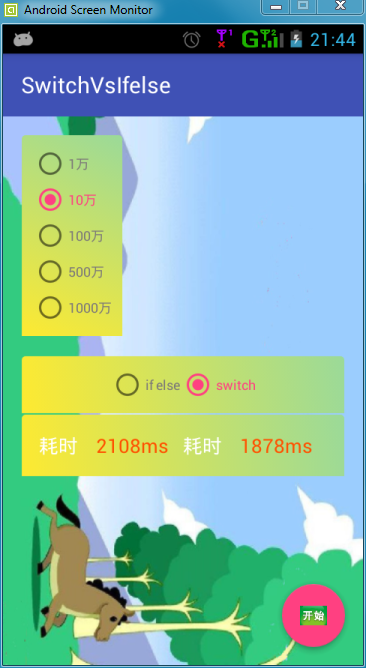 Android Screen Monitor
G 21:44
SwitchVsIfelse
1万
10万
100万
500万
1000万
if else switch
耗时 2108ms 耗时 1878ms
开始